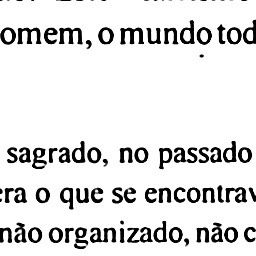 omem, o mundo tod
sagrado, no passado
era o que se encontrav
não organizado, não c